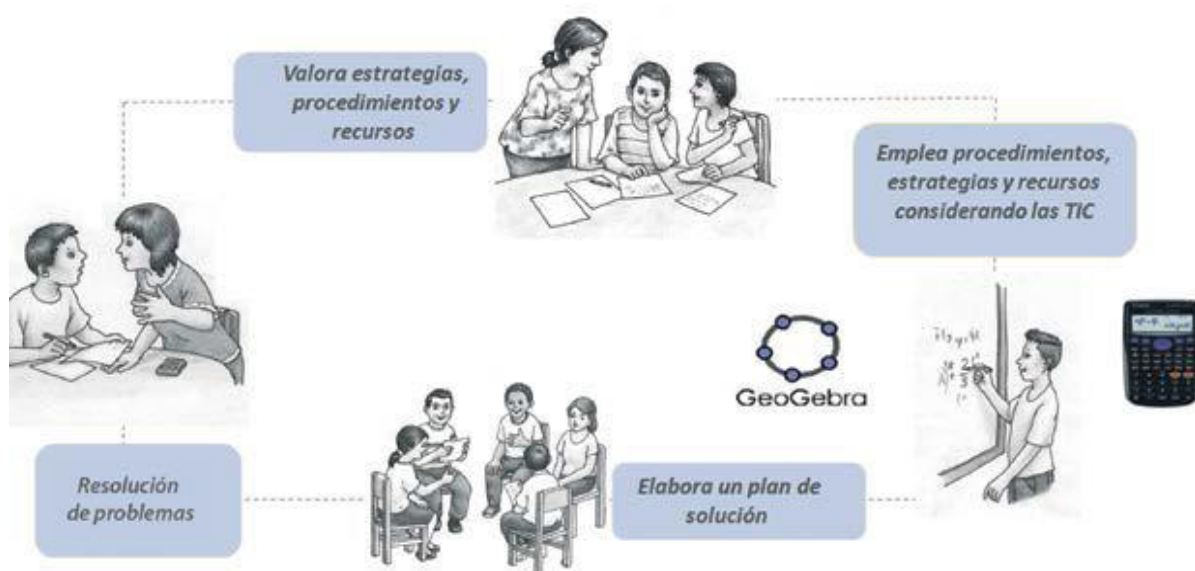 Valora estrategias,
procedimientos y
recursos
Emplea procedimientos,
estrategias y recursos
considerando las TIC
GeoGebra
Resolución
de problemas
Elabora un plan de
solución